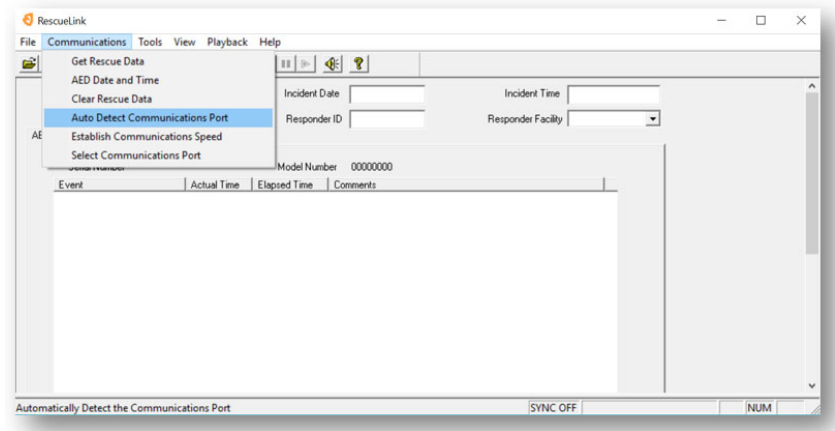 RescueLink
File Communications Tools View Playback Help
Get Rescue Data
AED Date and Time
Clear Rescue Data
Auto Detect Communications Port
Establish Communications Speed
Select Communications Port
Incident Date
Incident Time
Responder ID
Responder Facility
AE
Serial Number
Model Number 00000000
Event Actual Time Elapsed Time Comments
Automatically Detect the Communications Port SYNC OFF NUM